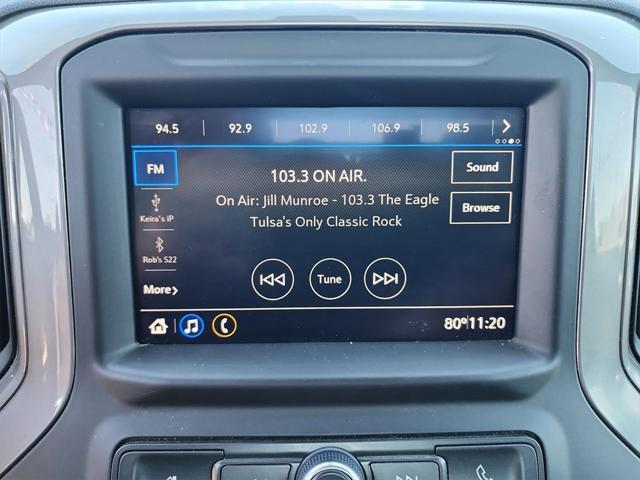 94.5 92.9 102.9 106.9 98.5
FM
103.3 ON AIR.
Sound
On Air: Jill Munroe - 103.3 The Eagle
Browse
Keira's iP
Tulsa's Only Classic Rock
Rob's S22
More
Tune
80° 11:20